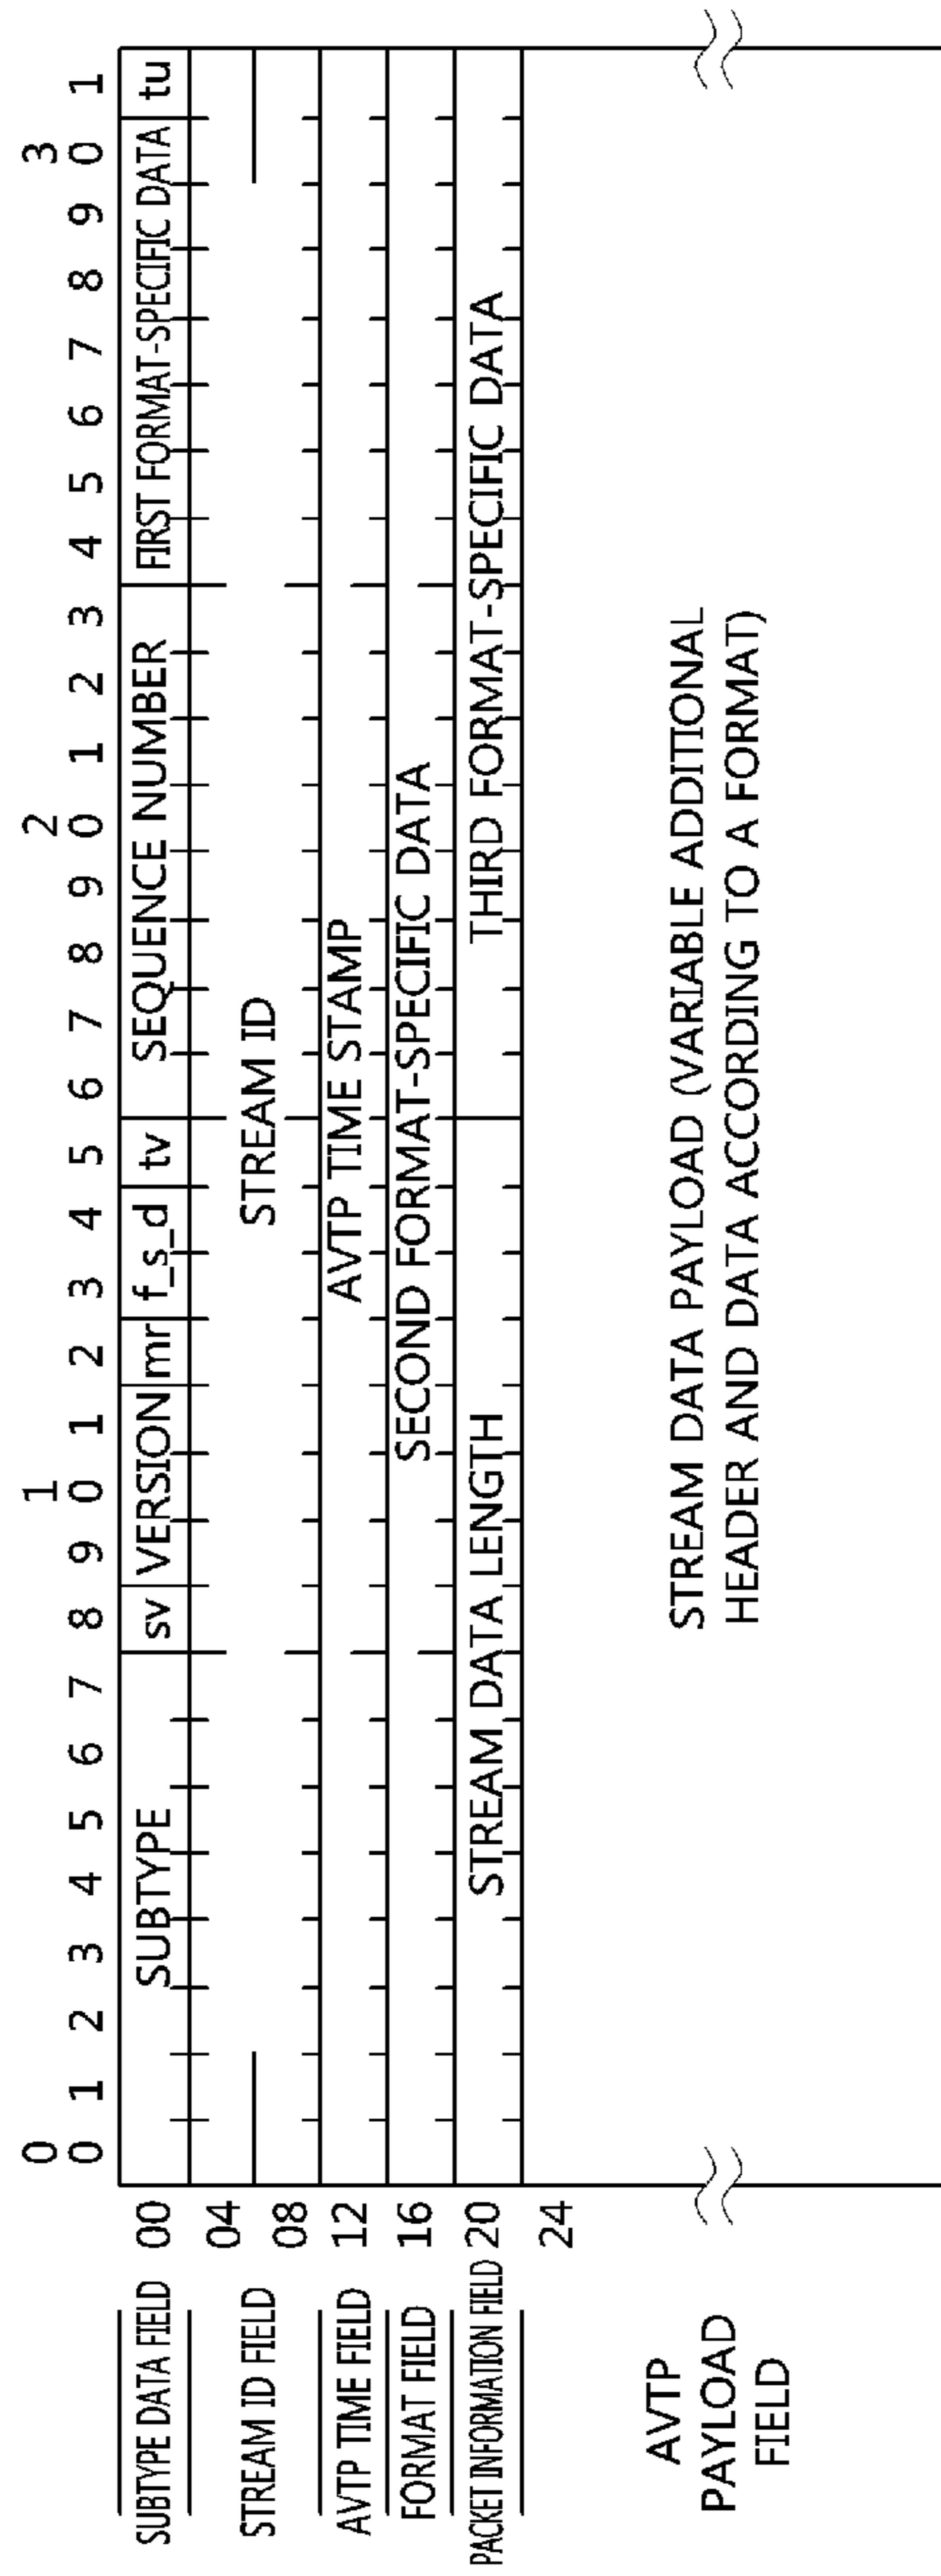 0 1 2 3
0 1 2 3 4 5 6 7 8 9 0 1 2 3 4 5 6 7 8 9 0 1 2 3 4 5 6 7 8 9 0 1
SUBTYPE DATA FIELD 00 SUBTYPE sv VERSION mr f_s_d tv SEQUENCE NUMBER FIRST FORMAT-SPECIFIC DATA tu
04
STREAM ID FIELD STREAM ID
08
AVTP TIME FIELD 12 AVTP TIME STAMP
FORMAT FIELD 16 SECOND FORMAT-SPECIFIC DATA
PACKET INFORMATION FIELD 20 STREAM DATA LENGTH THIRD FORMAT-SPECIFIC DATA
24
AVTP
PAYLOAD
FIELD
STREAM DATA PAYLOAD (VARIABLE ADDITIONAL
HEADER AND DATA ACCORDING TO A FORMAT)